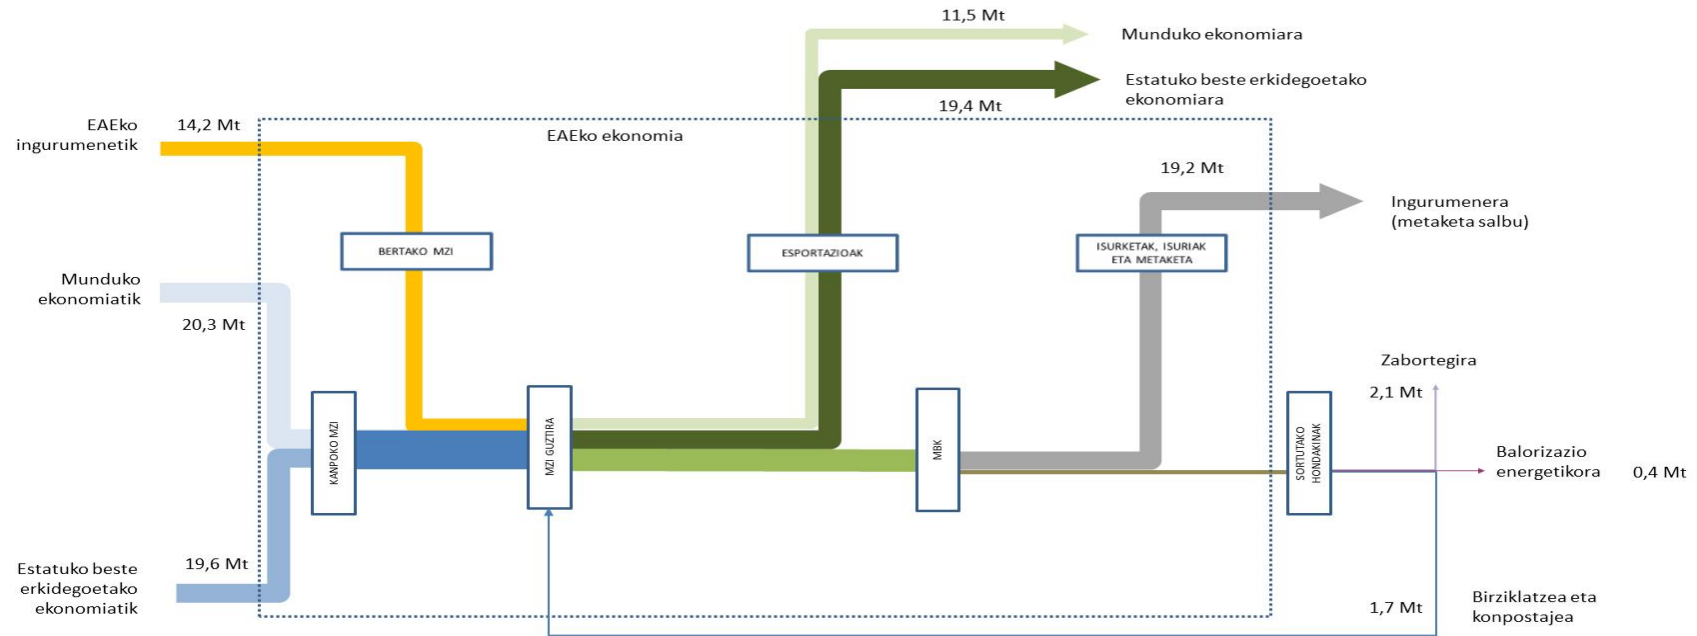 11,5 Mt
Munduko ekonomiara
Estatuko beste erkidegoetako
ekonomiara
19,4 Mt
EAEko
ingurumenetik
14,2 Mt
EAEko ekonomia
19,2 Mt
Ingurumenera
(metaketa salbu)
BERTAKO MZI
ESPORTAZIOAK
ISURKETAK, ISURIAK
ETA METAKETA
Munduko
ekonomiatik
20,3 Mt
Zabortegira
2,1 Mt
KANPOKO MZI
MZI GUZTIRA
MBK
SORTUTAKO
HONDAKINAK
Balorizazio
energetikora
0,4 Mt
19,6 Mt
Estatuko beste
erkidegoetako
ekonomiatik
1,7 Mt
Birziklatzea eta
konpostajea